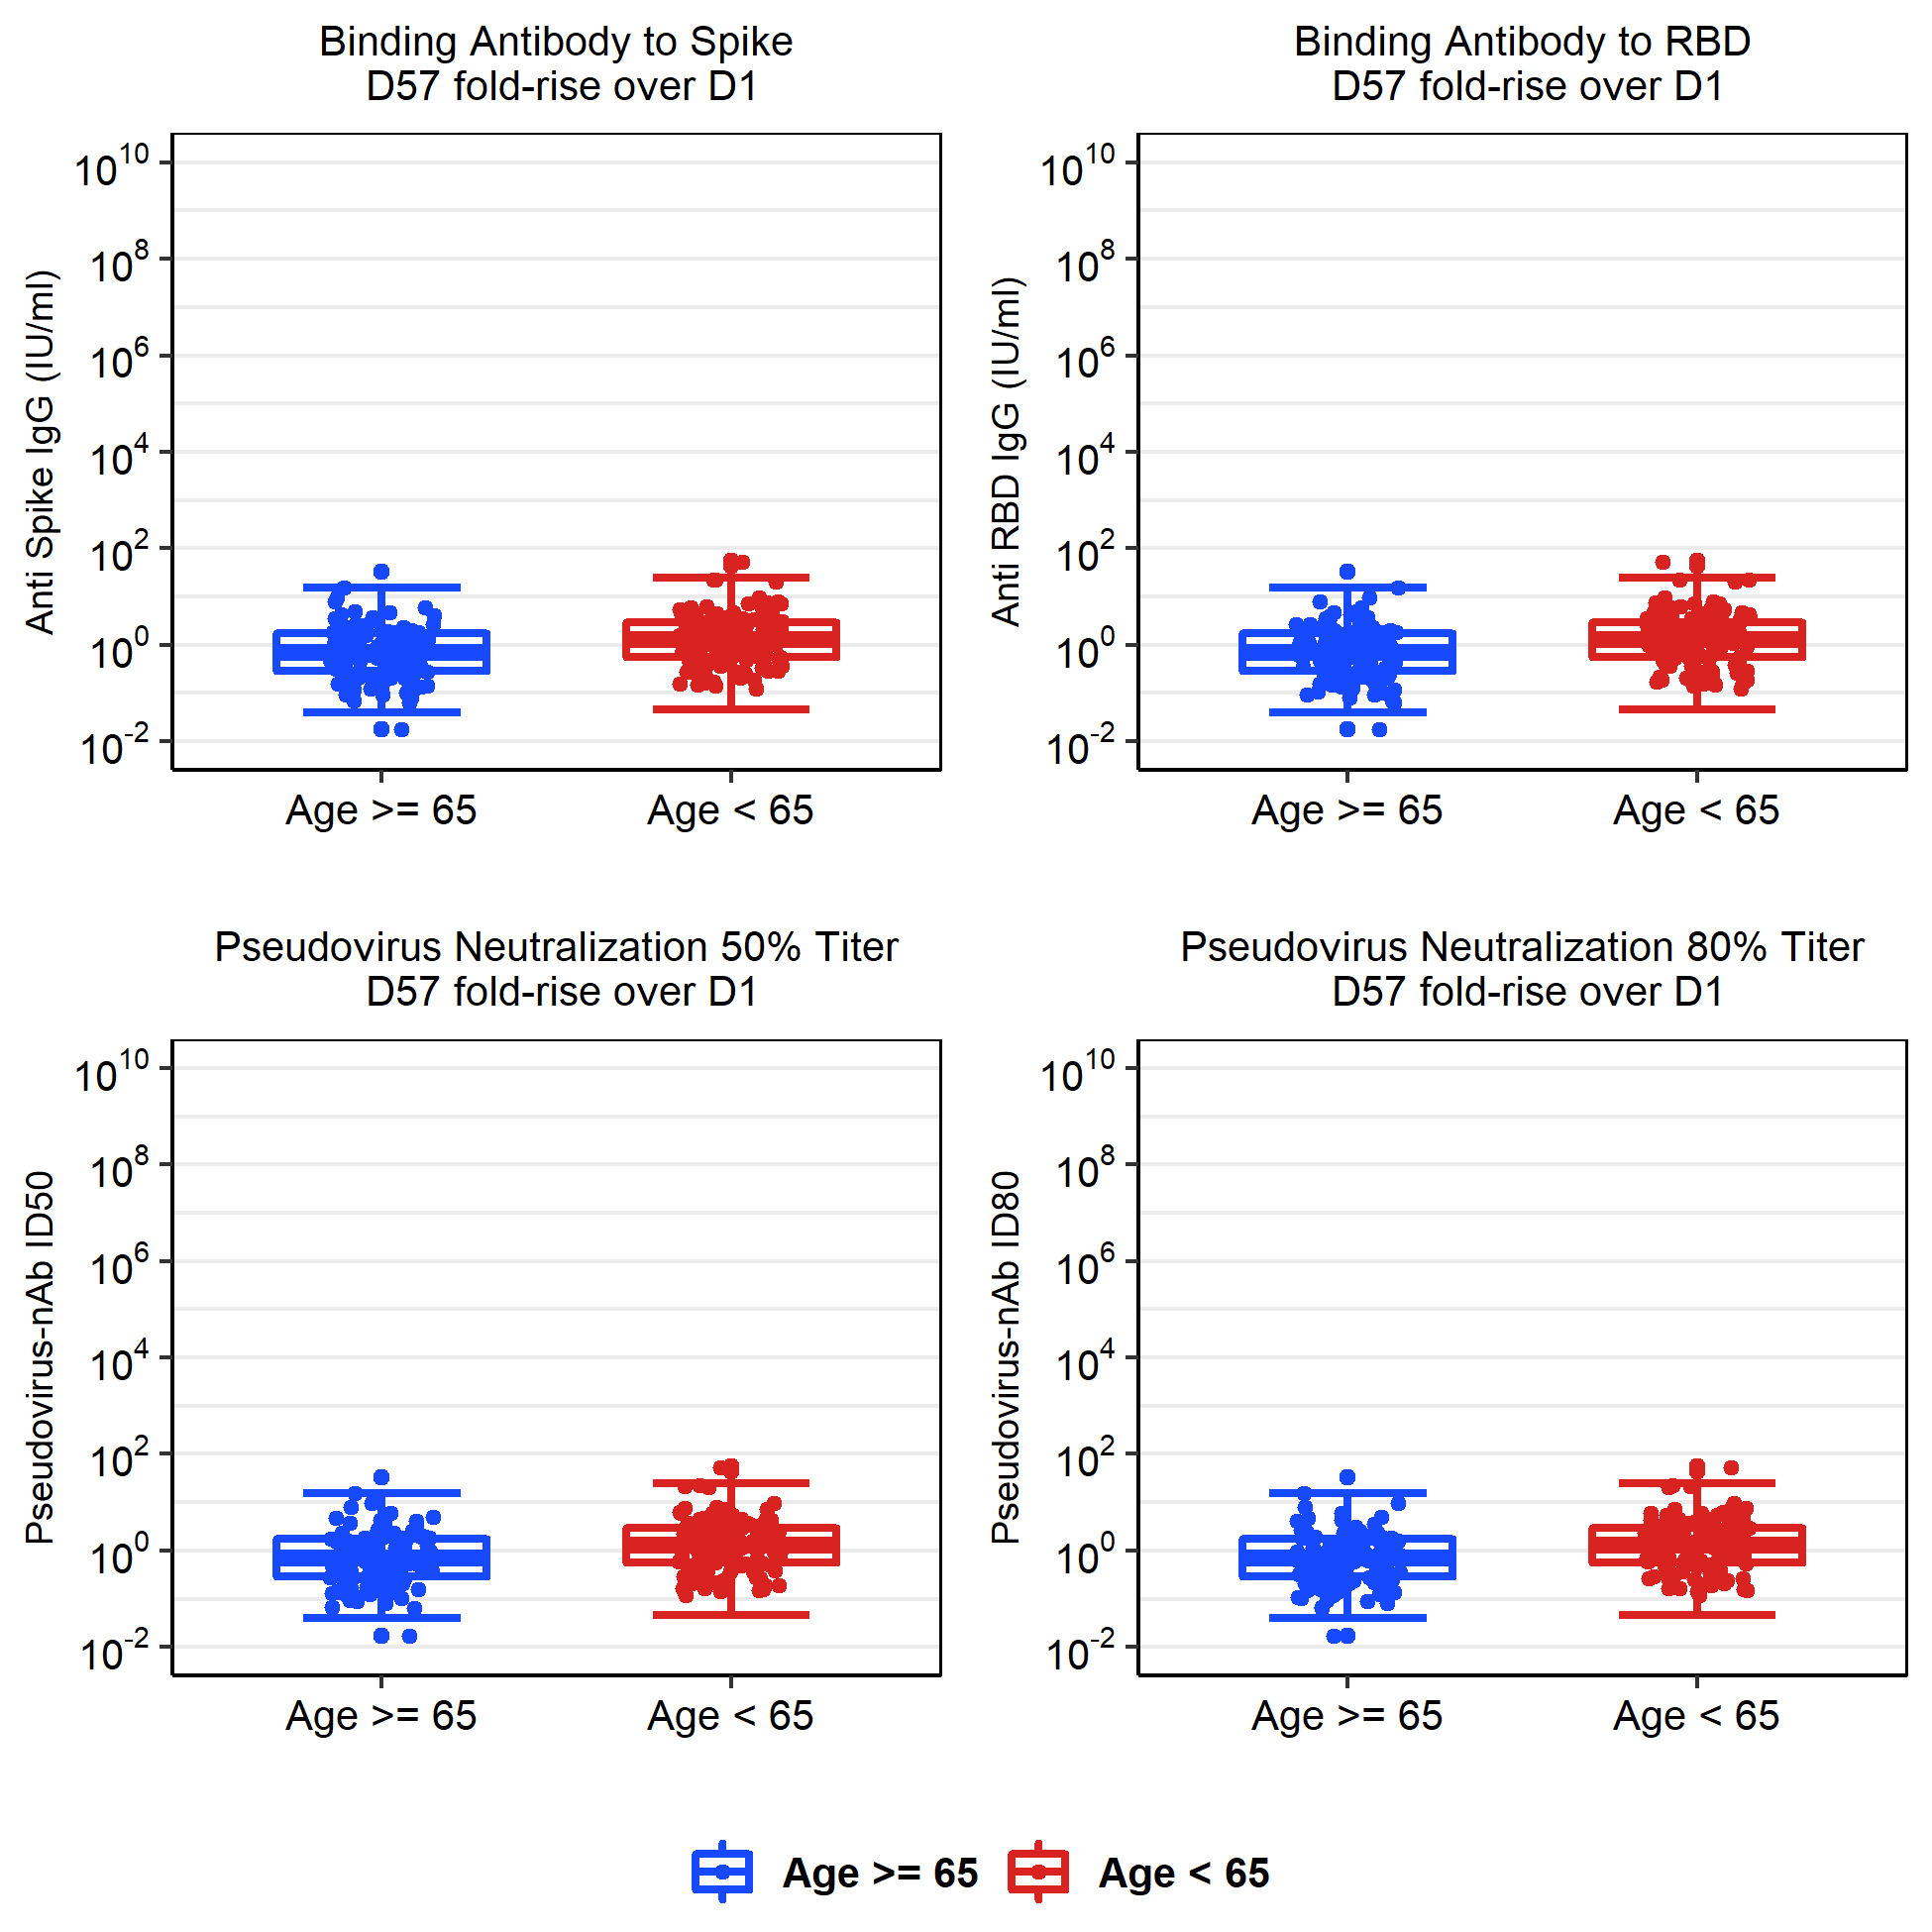 Binding Antibody to Spike
D57 fold-rise over D1
Anti Spike IgG (IU/ml)
10^10
10^8
10^6
10^4
10^2
10^0
10^-2
Age >= 65
Age < 65
Binding Antibody to RBD
D57 fold-rise over D1
Anti RBD IgG (IU/ml)
10^10
10^8
10^6
10^4
10^2
10^0
10^-2
Age >= 65
Age < 65
Pseudovirus Neutralization 50% Titer
D57 fold-rise over D1
Pseudovirus-nAb ID50
10^10
10^8
10^6
10^4
10^2
10^0
10^-2
Age >= 65
Age < 65
Pseudovirus Neutralization 80% Titer
D57 fold-rise over D1
Pseudovirus-nAb ID80
10^10
10^8
10^6
10^4
10^2
10^0
10^-2
Age >= 65
Age < 65
Age >= 65
Age < 65